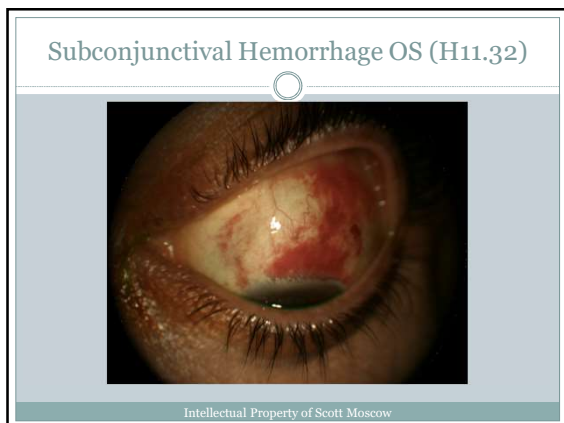 Subconjunctival Hemorrhage OS (H11.32)
Intellectual Property of Scott Moscow